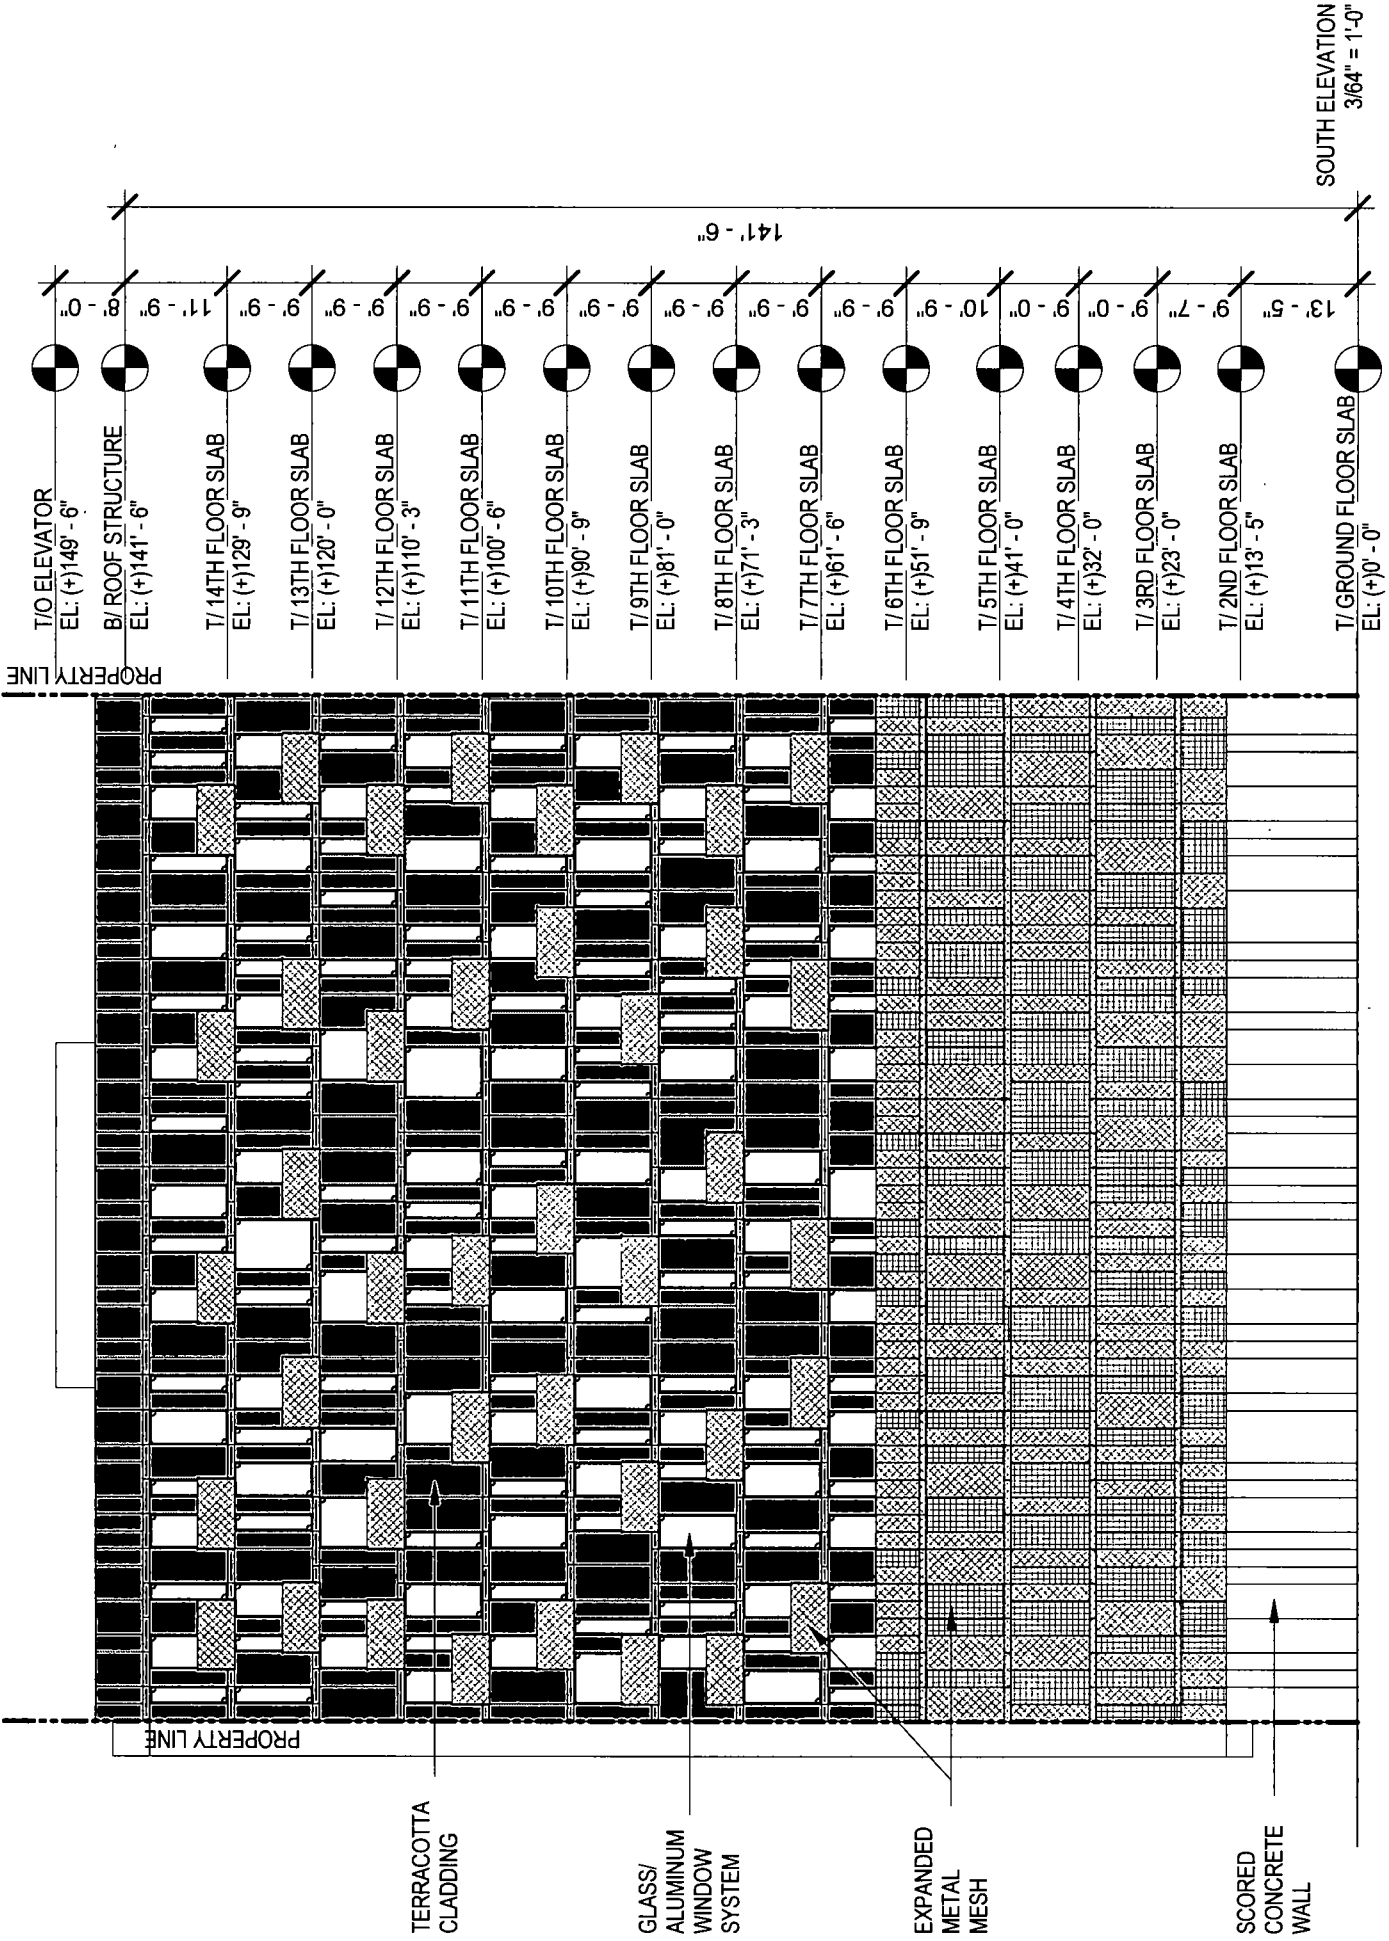 T/O ELEVATOR
EL: (+)149' - 6"
B/ ROOF STRUCTURE
EL: (+)141' - 6"
T/ 14TH FLOOR SLAB
EL: (+)129' - 9"
T/ 13TH FLOOR SLAB
EL: (+)120' - 0"
T/ 12TH FLOOR SLAB
EL: (+)110' - 3"
T/ 11TH FLOOR SLAB
EL: (+)100' - 6"
T/ 10TH FLOOR SLAB
EL: (+)90' - 9"
T/ 9TH FLOOR SLAB
EL: (+)81' - 0"
T/ 8TH FLOOR SLAB
EL: (+)71' - 3"
T/ 7TH FLOOR SLAB
EL: (+)61' - 6"
T/ 6TH FLOOR SLAB
EL: (+)51' - 9"
T/ 5TH FLOOR SLAB
EL: (+)41' - 0"
T/ 4TH FLOOR SLAB
EL: (+)32' - 0"
T/ 3RD FLOOR SLAB
EL: (+)23' - 0"
T/ 2ND FLOOR SLAB
EL: (+)13' - 5"
T/ GROUND FLOOR SLAB
EL: (+)0' - 0"
8' - 0"
11' - 9"
9' - 9"
9' - 9"
9' - 9"
9' - 9"
9' - 9"
9' - 9"
9' - 9"
9' - 9"
10' - 9"
9' - 0"
9' - 0"
9' - 7"
13' - 5"
141' - 6"
PROPERTY LINE
PROPERTY LINE
TERRACOTTA
CLADDING
GLASS/
ALUMINUM
WINDOW
SYSTEM
EXPANDED
METAL
MESH
SCORED
CONCRETE
WALL
SOUTH ELEVATION
3/64" = 1'-0"